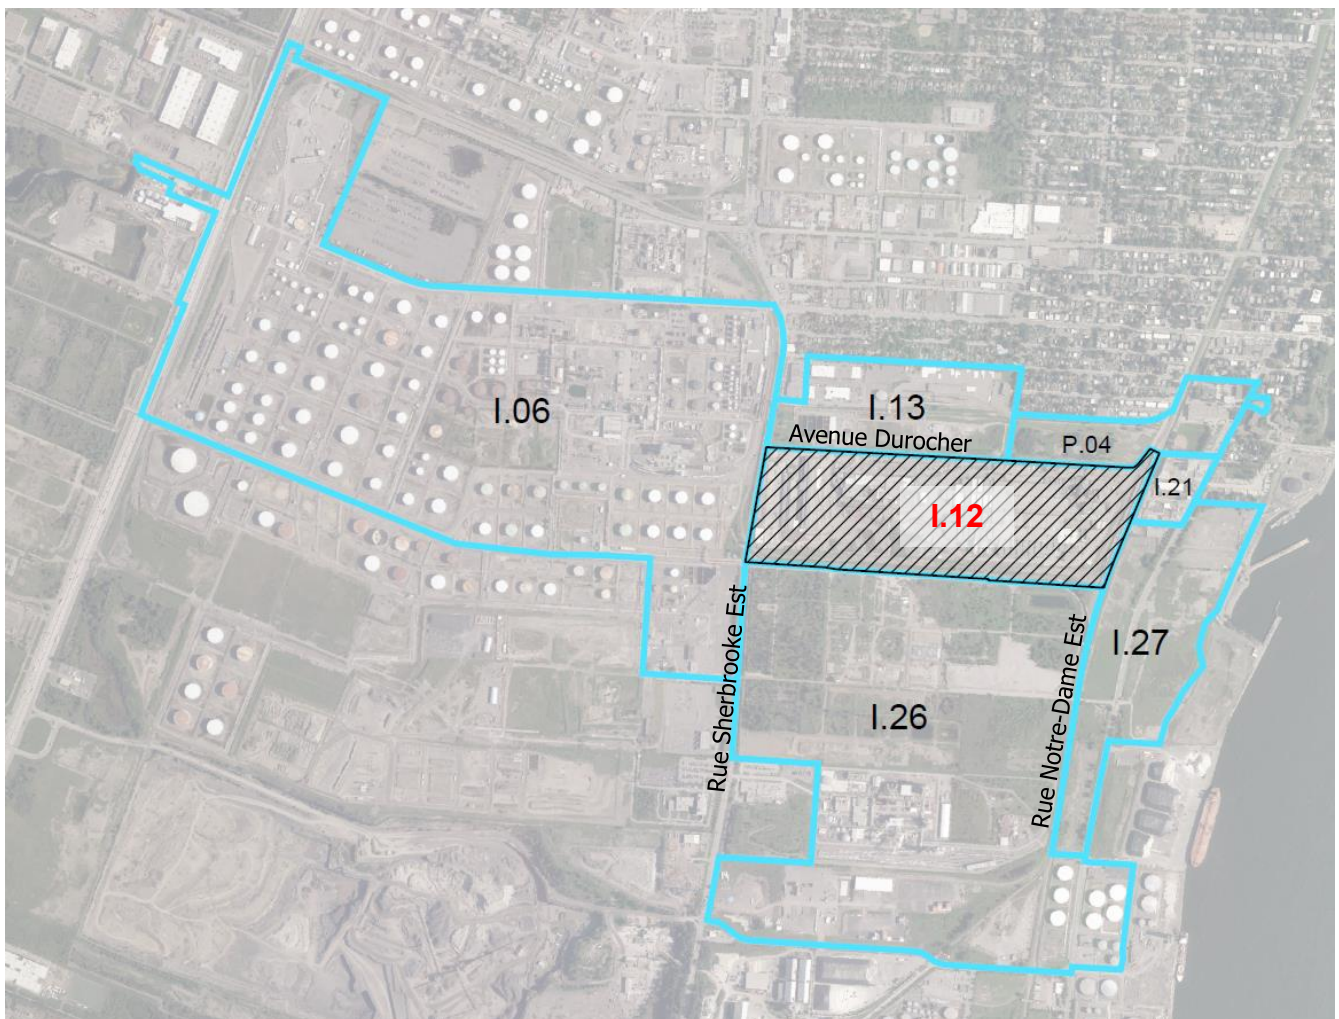 I.06
I.13
Avenue Durocher
P.04
I.21
I.12
I.27
Rue Sherbrooke Est
Rue Notre-Dame Est
I.26